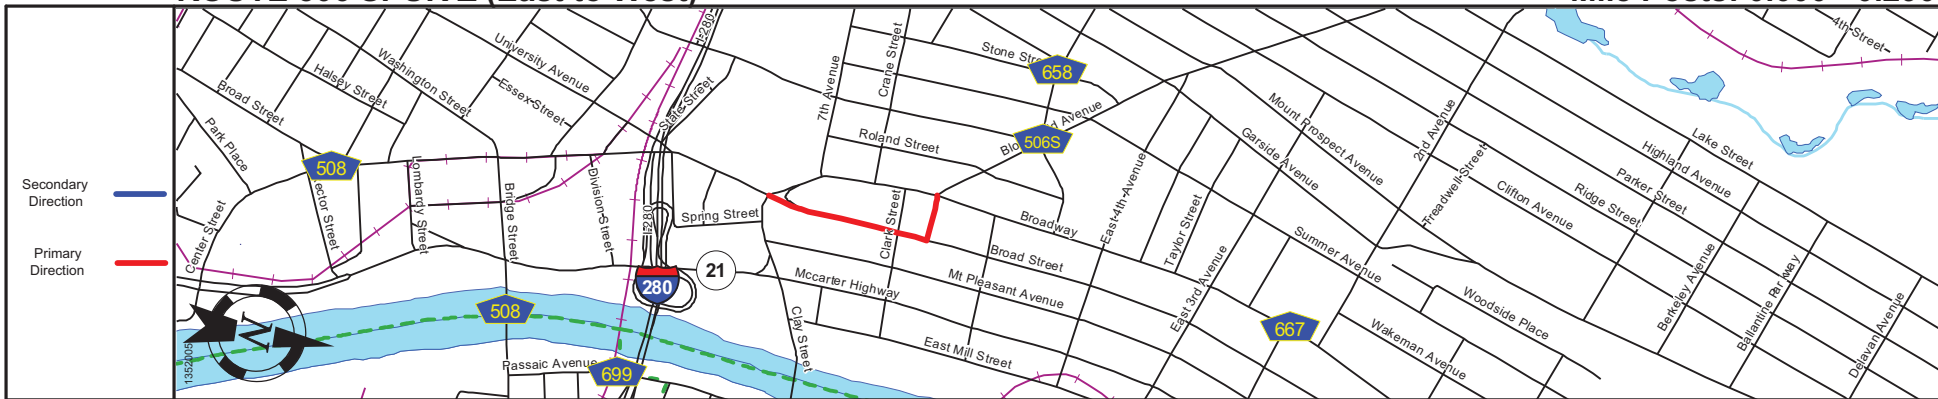 Secondary
Direction
Primary
Direction
University Avenue
Washington Street
Halsey Street
Broad Street
Essex Street
Park Place
I-280
State Street
7th Avenue
Crane Street
Stone
658
Roland Street
506S
Avenue
Mount Prospect Avenue
Garside Avenue
2nd Avenue
4th Street
Lake Street
Highland Avenue
Parker Street
Ridge Street
Clifton Avenue
Treadwell Street
508
Lombardy Street
Bridge Street
Division Street
Center Street
I-280
Spring Street
Clark Street
Broadway
East 4th Avenue
Taylor Street
Summer Avenue
Broad Street
Mt Pleasant Avenue
Mccarter Highway
21
280
East 3rd Avenue
Berkeley Avenue
Woodside Place
Delavan Avenue
508
N
1352005
Clay Street
East Mill Street
667
Wakeman Avenue
Passaic Avenue
699